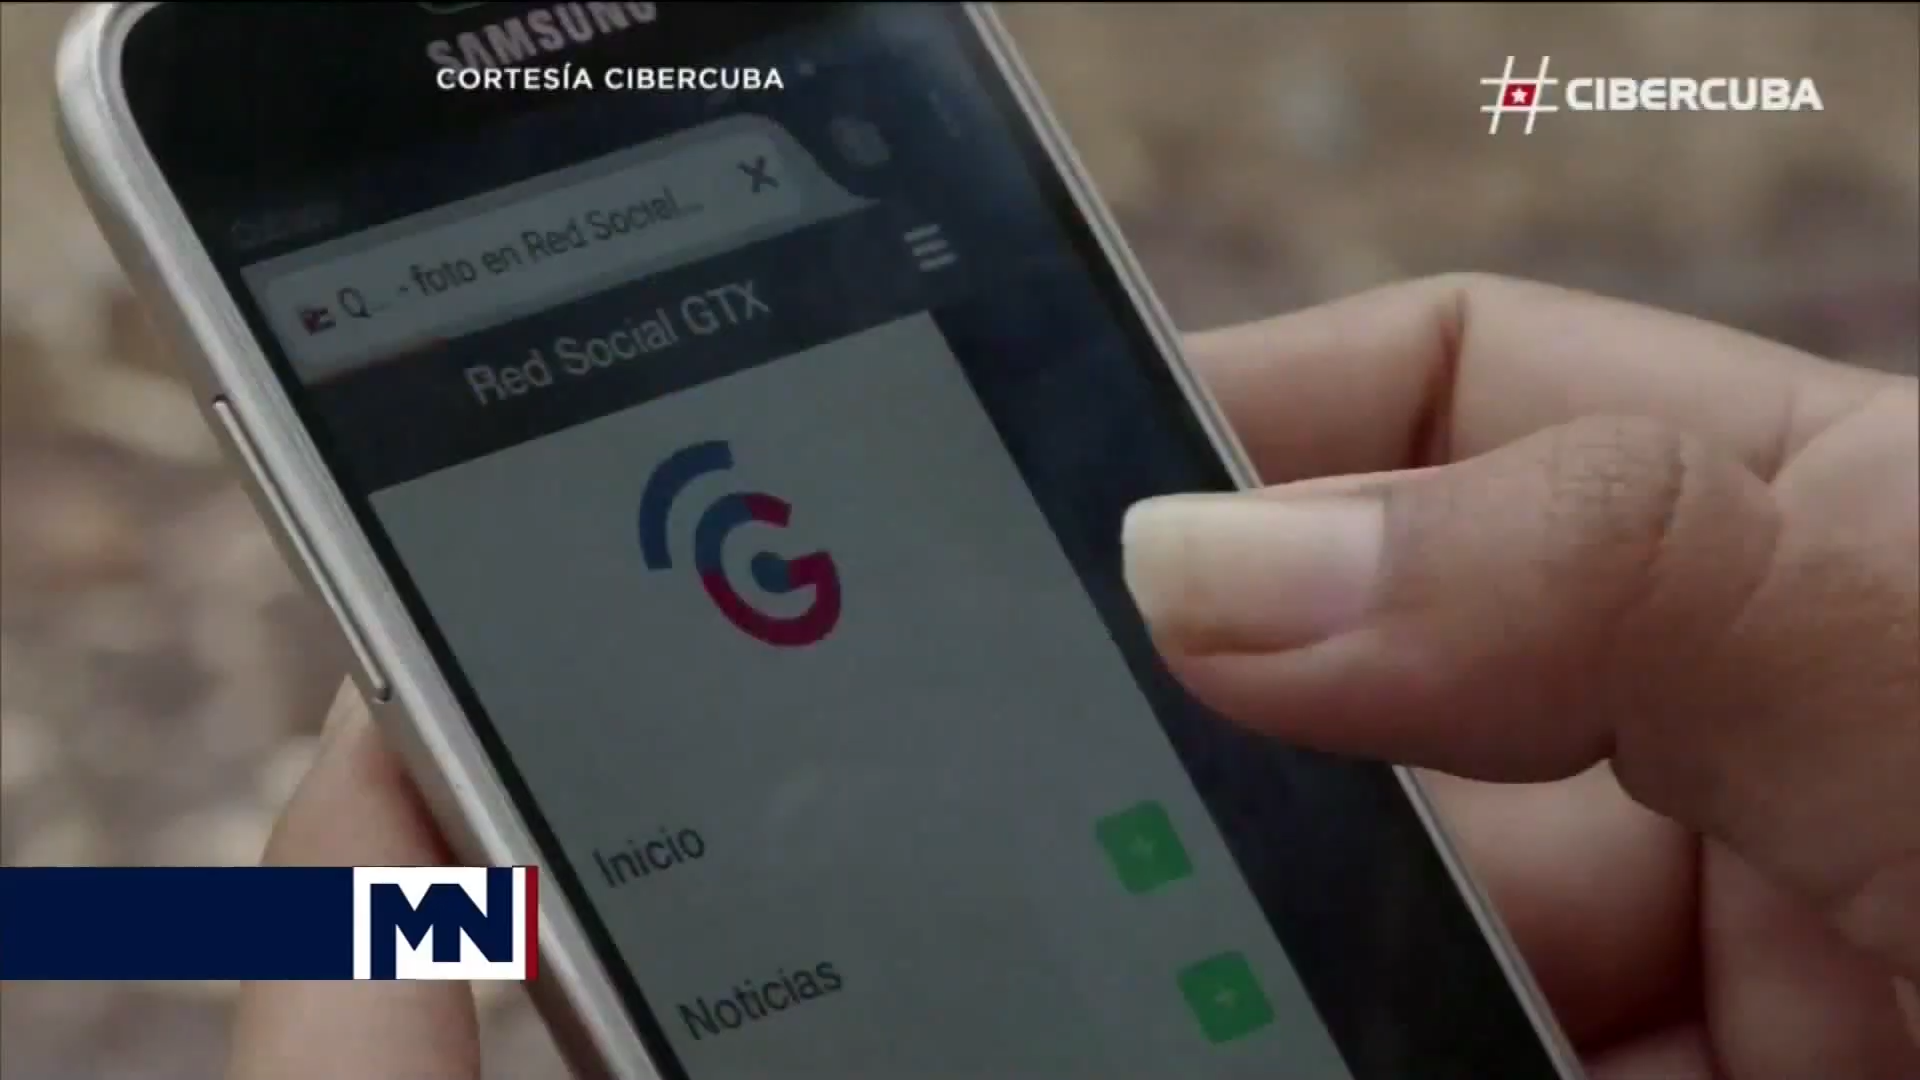 SAMSUNG
CORTESÍA CIBERCUBA
#CIBERCUBA
Q... - foto en Red Social...
Red Social GTX
Inicio
Noticias
MN